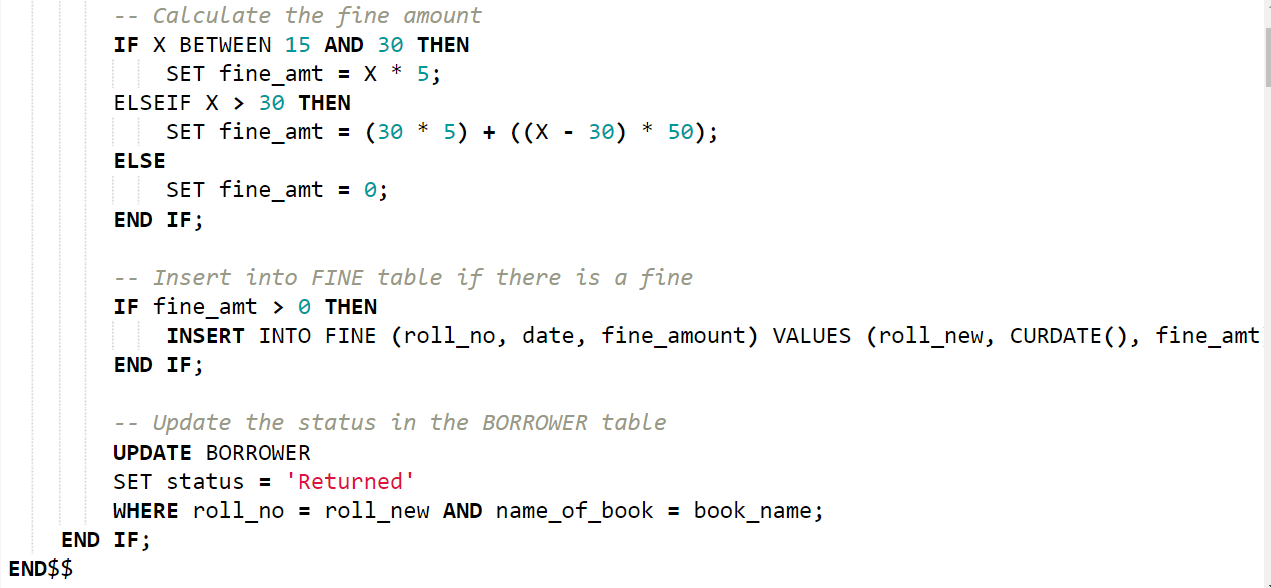 -- Calculate the fine amount
IF X BETWEEN 15 AND 30 THEN
SET fine_amt = X * 5;
ELSEIF X > 30 THEN
SET fine_amt = (30 * 5) + ((X - 30) * 50);
ELSE
SET fine_amt = 0;
END IF;
-- Insert into FINE table if there is a fine
IF fine_amt > 0 THEN
INSERT INTO FINE (roll_no, date, fine_amount) VALUES (roll_new, CURDATE(), fine_amt
END IF;
-- Update the status in the BORROWER table
UPDATE BORROWER
SET status = 'Returned'
WHERE roll_no = roll_new AND name_of_book = book_name;
END IF;
END$$